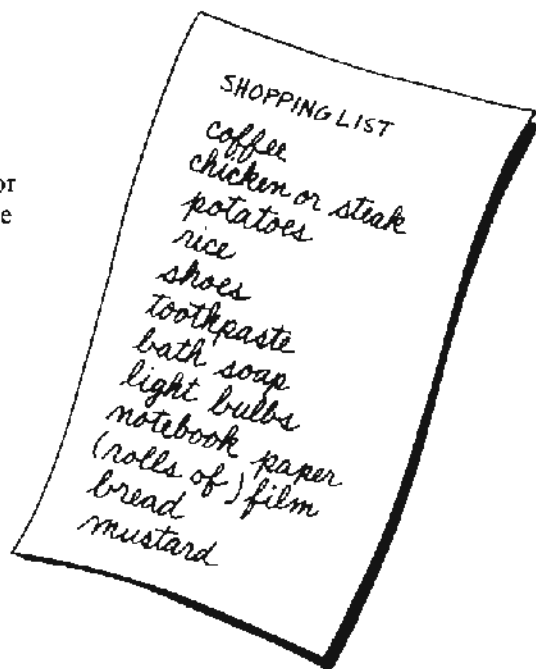 or
e
SHOPPING LIST
coffee
chicken or steak
potatoes
rice
shoes
toothpaste
bath soap
light bulbs
notebook paper
(rolls of) film
bread
mustard